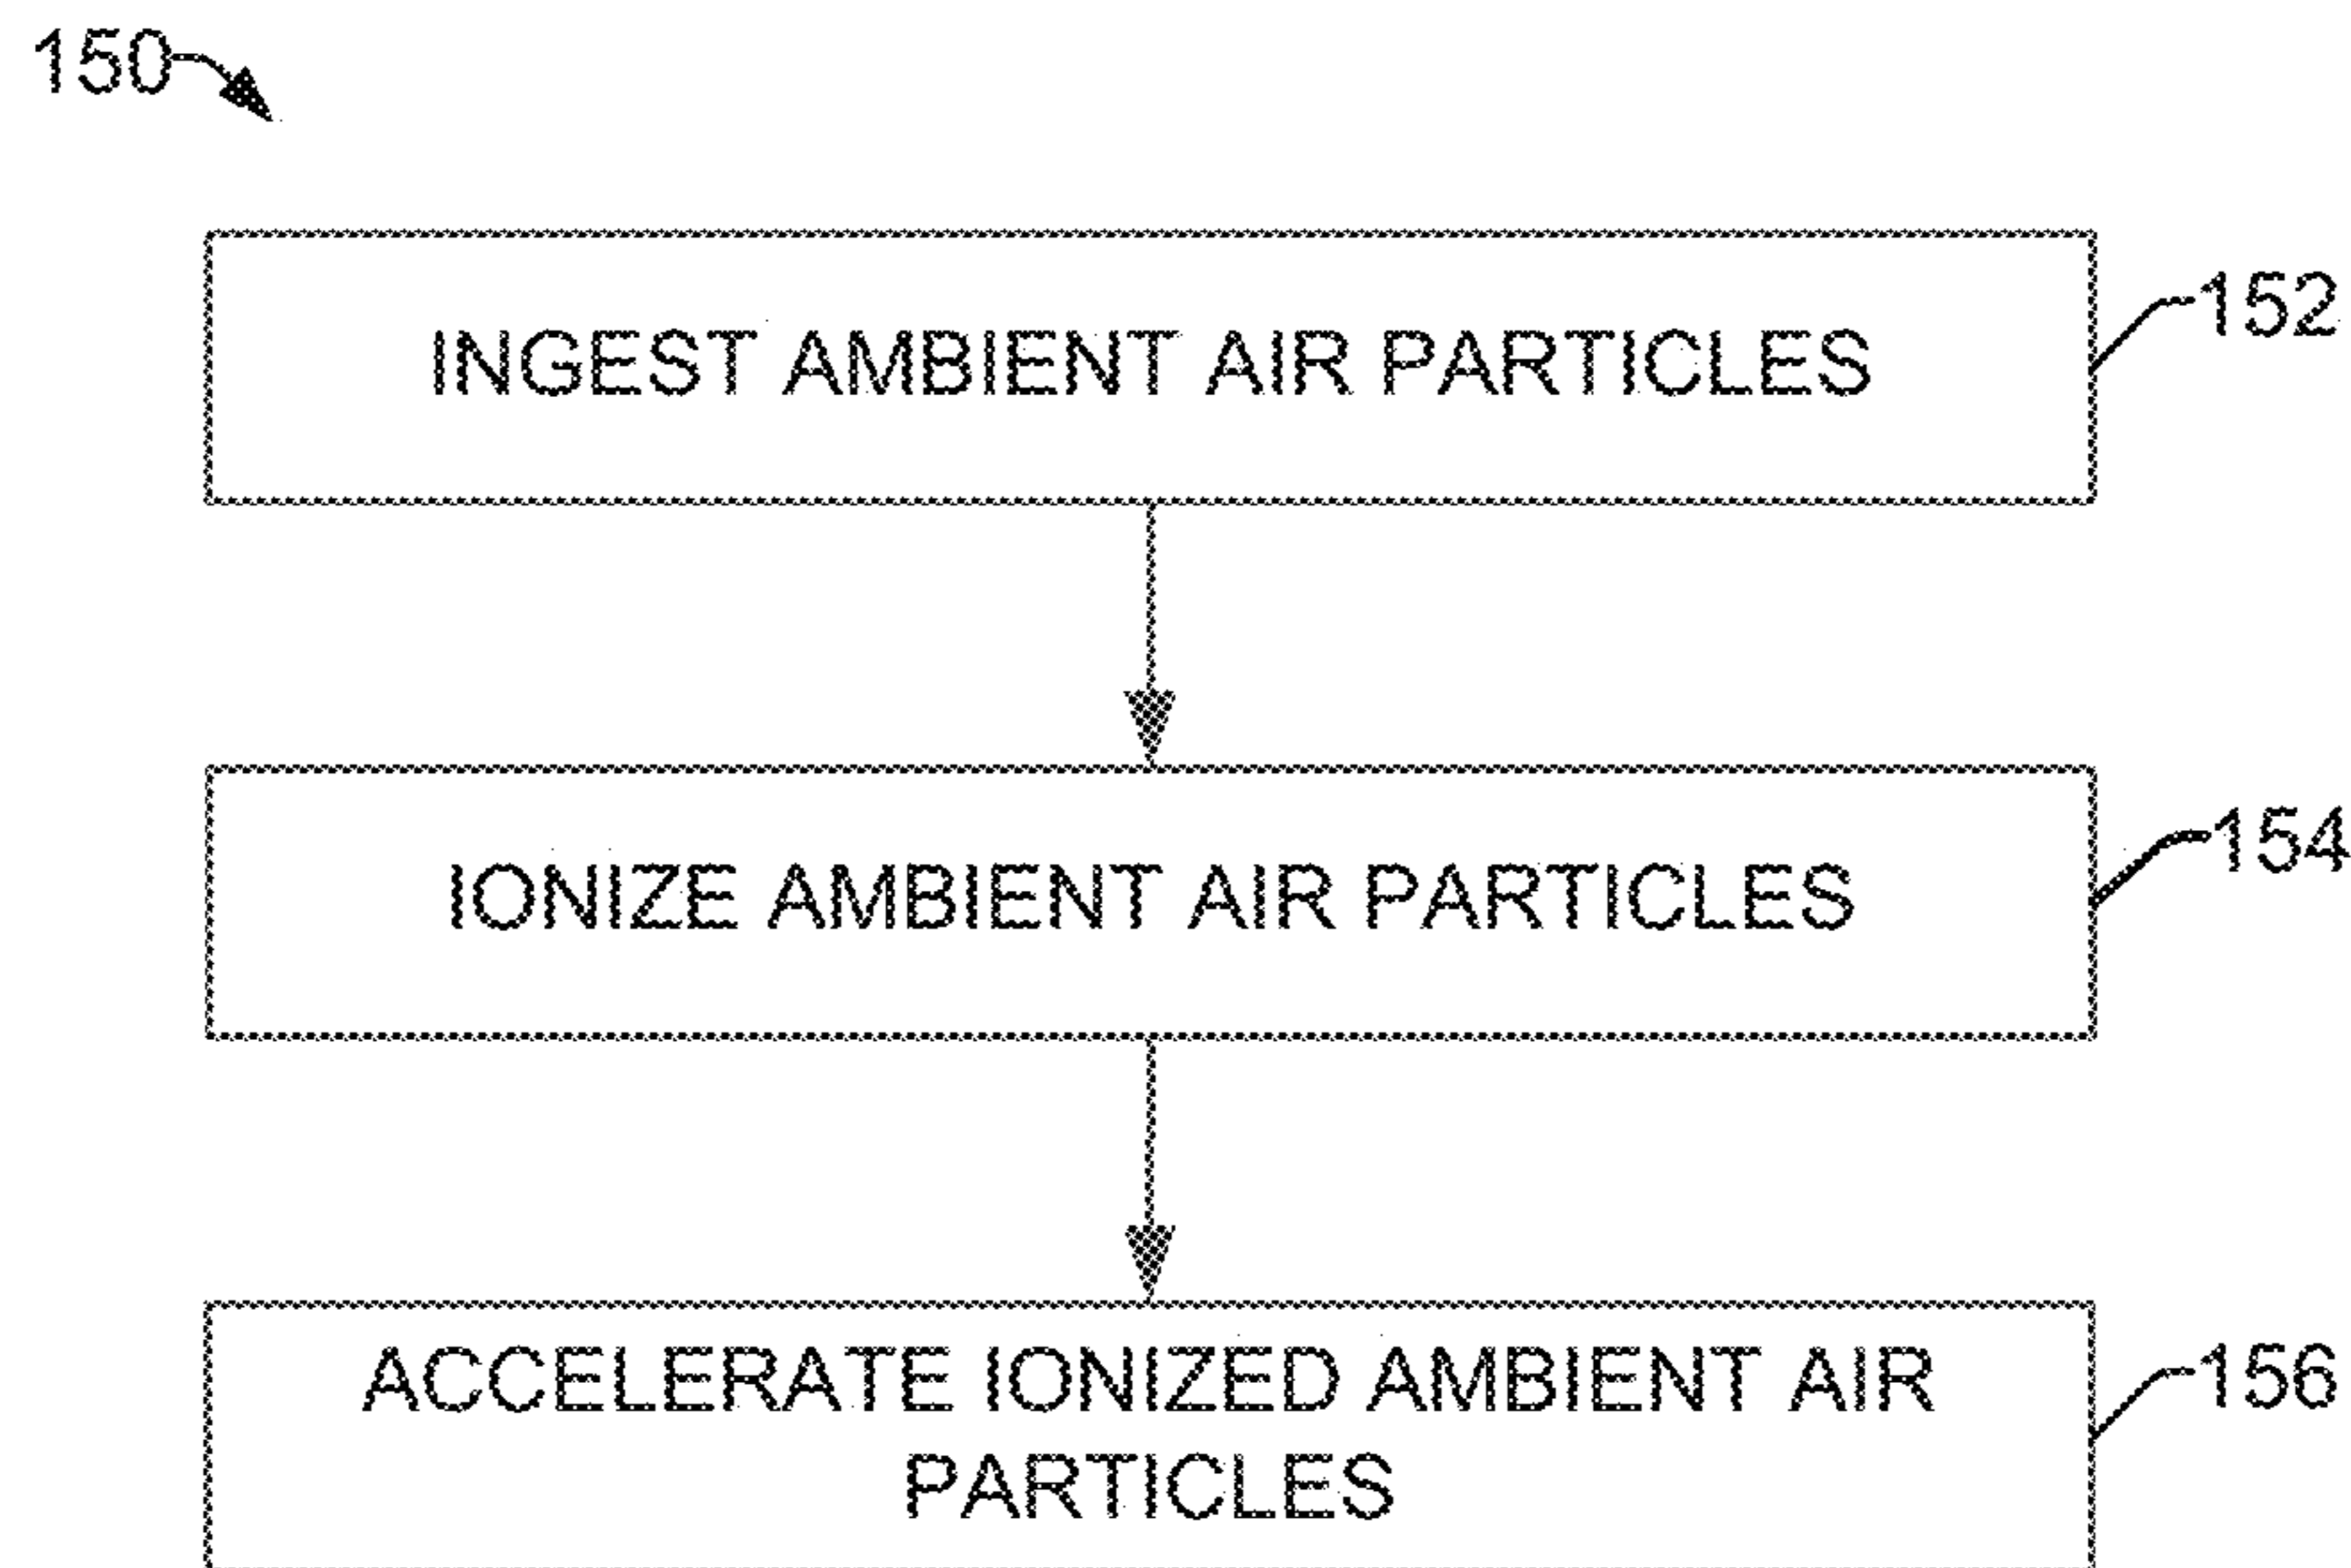 150
INGEST AMBIENT AIR PARTICLES
152
IONIZE AMBIENT AIR PARTICLES
154
ACCELERATE IONIZED AMBIENT AIR
PARTICLES
156